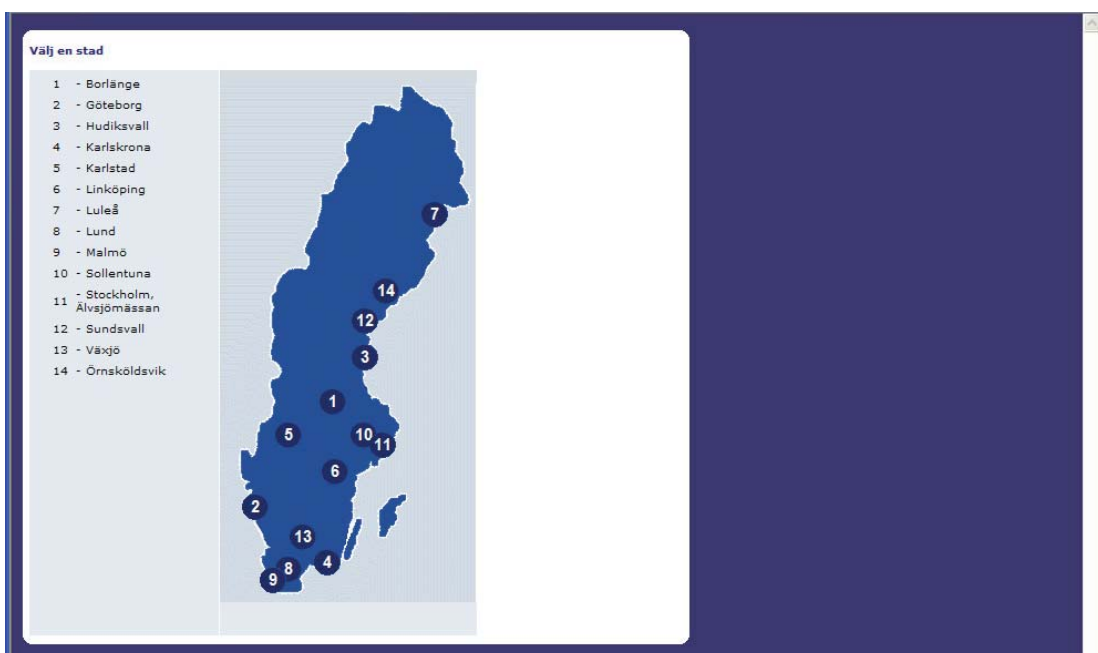 Välj en stad
1 - Borlänge
2 - Göteborg
3 - Hudiksvall
4 - Karlskrona
5 - Karlstad
6 - Linköping
7 - Luleå
8 - Lund
9 - Malmö
10 - Sollentuna
11 - Stockholm,
Älvsjömässan
12 - Sundsvall
13 - Växjö
14 - Örnsköldsvik
7
14
12
3
1
5
10
11
6
2
13
4
8
9